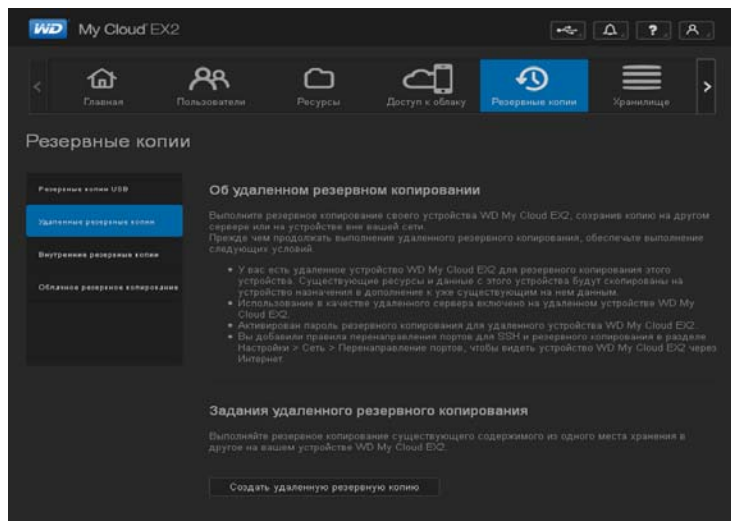 WD My Cloud EX2
?
Главная
Пользователи
Ресурсы
Доступ к облаку
Резервные копии
Хранилище
Резервные копии
Резервные копии USB
Удаленные резервные копии
Внутренние резервные копии
Облачное резервное копирование
Об удаленном резервном копировании
Выполните резервное копирование своего устройства WD My Cloud EX2, сохранив копию на другом
сервере или на устройстве вне вашей сети.
Прежде чем продолжать выполнение удаленного резервного копирования, обеспечьте выполнение
следующих условий:
• У вас есть удаленное устройство WD My Cloud EX2 для резервного копирования этого
устройства. Существующие ресурсы и данные с этого устройства будут скопированы на
устройство назначения в дополнение к уже существующим на нем данным.
• Использование в качестве удаленного сервера включено на удаленном устройстве WD My
Cloud EX2.
• Активирован пароль резервного копирования для удаленного устройства WD My Cloud EX2.
• Вы добавили правила перенаправления портов для SSH и резервного копирования в разделе
Настройки > Сеть > Перенаправление портов, чтобы видеть устройство WD My Cloud EX2 через
Интернет.
Задания удаленного резервного копирования
Выполняйте резервное копирование существующего содержимого из одного места хранения в
другое на вашем устройстве WD My Cloud EX2.
Создать удаленную резервную копию